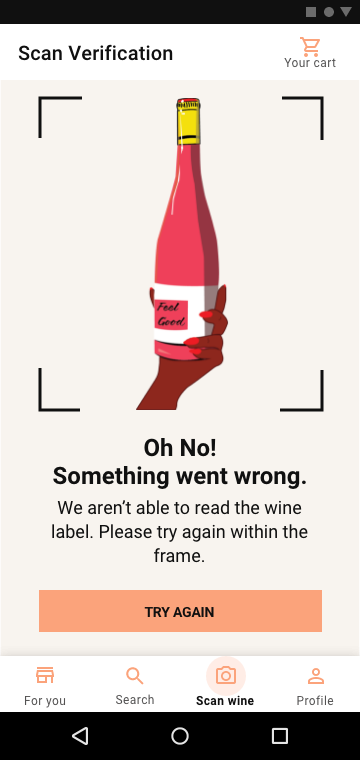 Scan Verification
Your cart
Feel
Good
Oh No!
Something went wrong.
We aren’t able to read the wine
label. Please try again within the
frame.
TRY AGAIN
For you
Search
Scan wine
Profile